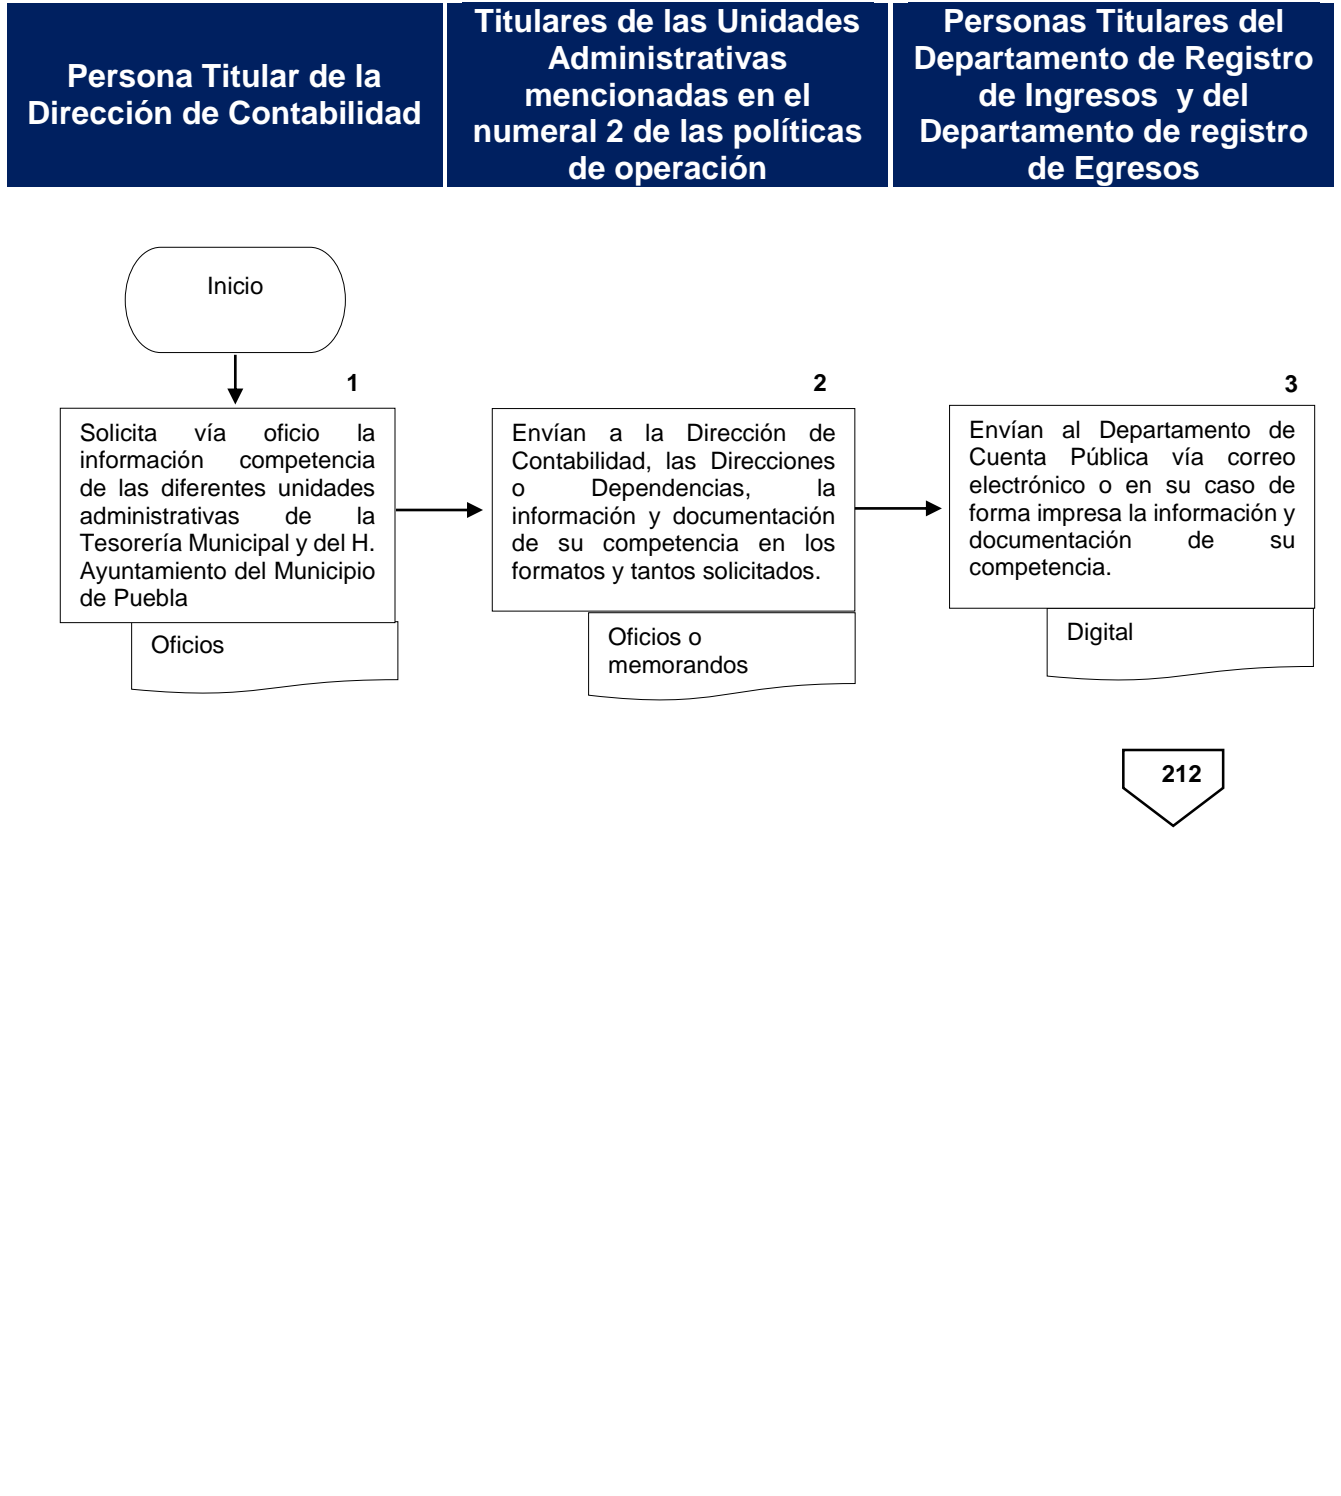 Persona Titular de la
Dirección de Contabilidad
Titulares de las Unidades
Administrativas
mencionadas en el
numeral 2 de las políticas
de operación
Personas Titulares del
Departamento de Registro
de Ingresos y del
Departamento de registro
de Egresos
Inicio
1
Solicita vía oficio la
información competencia
de las diferentes unidades
administrativas de la
Tesorería Municipal y del H.
Ayuntamiento del Municipio
de Puebla
Oficios
2
Envían a la Dirección de
Contabilidad, las Direcciones
o Dependencias, la
información y documentación
de su competencia en los
formatos y tantos solicitados.
Oficios o
memorandos
3
Envían al Departamento de
Cuenta Pública vía correo
electrónico o en su caso de
forma impresa la información y
documentación de su
competencia.
Digital
212